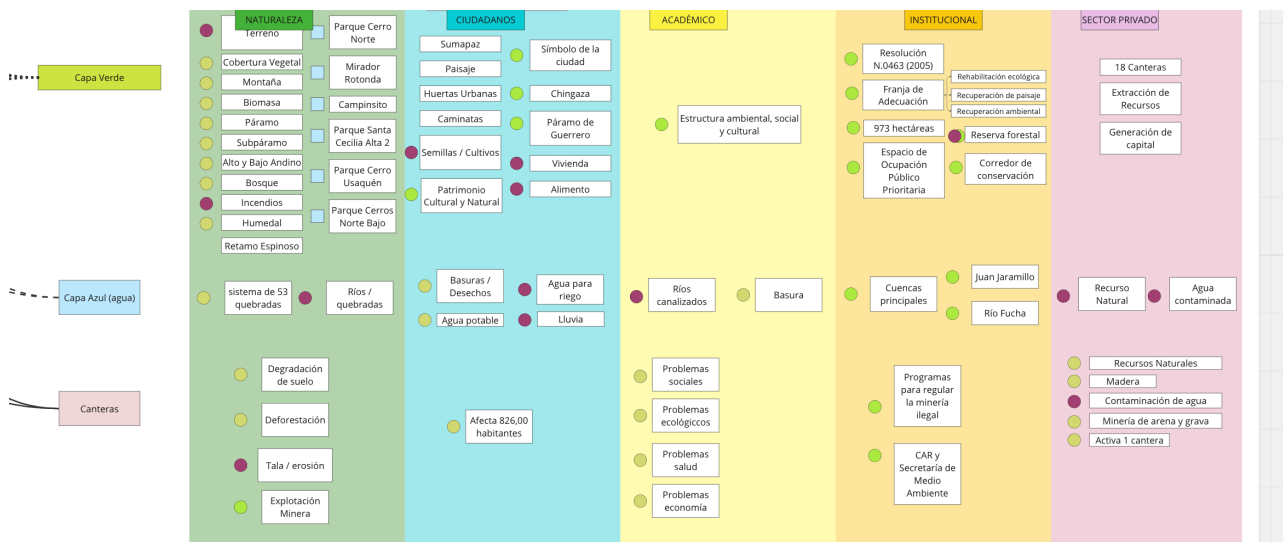 NATURALEZA
CIUDADANOS
ACADÉMICO
INSTITUCIONAL
SECTOR PRIVADO
Capa Verde
Terreno
Cobertura Vegetal
Montaña
Biomasa
Páramo
Subpáramo
Alto y Bajo Andino
Bosque
Incendios
Humedal
Retamo Espinoso
Parque Cerro
Norte
Mirador
Rotonda
Campinsito
Parque Santa
Cecilia Alta 2
Parque Cerro
Usaquén
Parque Cerros
Norte Bajo
Sumapaz
Paisaje
Huertas Urbanas
Caminatas
Semillas / Cultivos
Patrimonio
Cultural y Natural
Símbolo de la
ciudad
Chingaza
Páramo de
Guerrero
Vivienda
Alimento
Estructura ambiental, social
y cultural
Resolución
N.0463 (2005)
Franja de
Adecuación
Rehabilitación ecológica
Recuperación de paisaje
Recuperación ambiental
973 hectáreas
Reserva forestal
Espacio de
Ocupación
Público
Prioritaria
Corredor de
conservación
18 Canteras
Extracción de
Recursos
Generación de
capital
Capa Azul (agua)
sistema de 53
quebradas
Ríos /
quebradas
Basuras /
Desechos
Agua potable
Agua para
riego
Lluvia
Ríos
canalizados
Basura
Cuencas
principales
Juan Jaramillo
Río Fucha
Recurso
Natural
Agua
contaminada
Canteras
Degradación
de suelo
Deforestación
Tala / erosión
Explotación
Minera
Afecta 826,00
habitantes
Problemas
sociales
Problemas
ecológiccos
Problemas
salud
Problemas
economía
Programas
para regular
la minería
ilegal
CAR y
Secretaría de
Medio
Ambiente
Recursos Naturales
Madera
Contaminación de agua
Minería de arena y grava
Activa 1 cantera